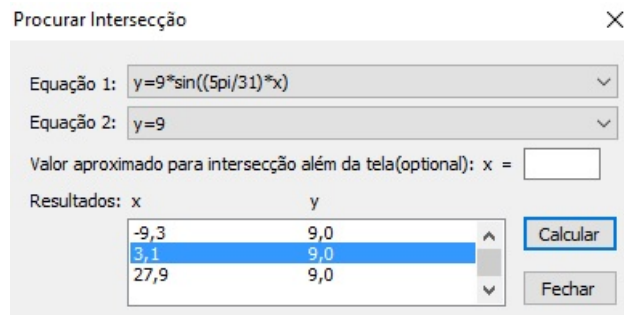 Procurar Intersecção
Equação 1: y=9*sin((5pi/31)*x)
Equação 2: y=9
Valor aproximado para intersecção além da tela(optional): x =
Resultados: x y
-9,3 9,0
3,1 9,0
27,9 9,0
Calcular
Fechar